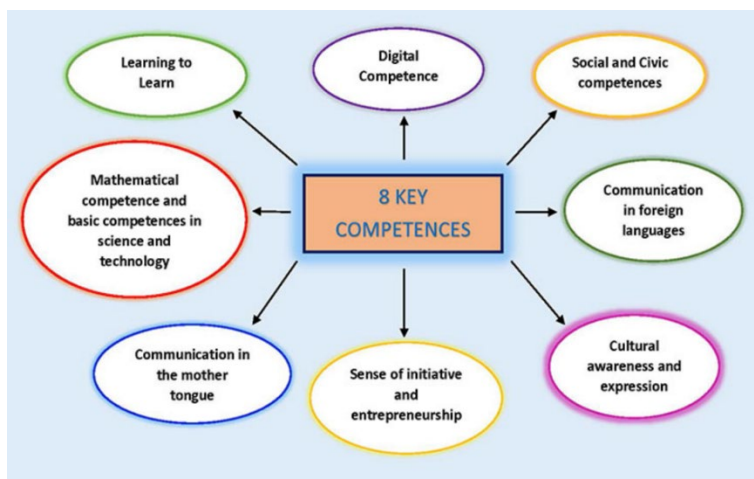 Learning to
Learn
Digital
Competence
Social and Civic
competences
Mathematical
competence and
basic competences in
science and
technology
8 KEY
COMPETENCES
Communication
in foreign
languages
Communication in
the mother
tongue
Sense of initiative
and
entrepreneurship
Cultural
awareness and
expression